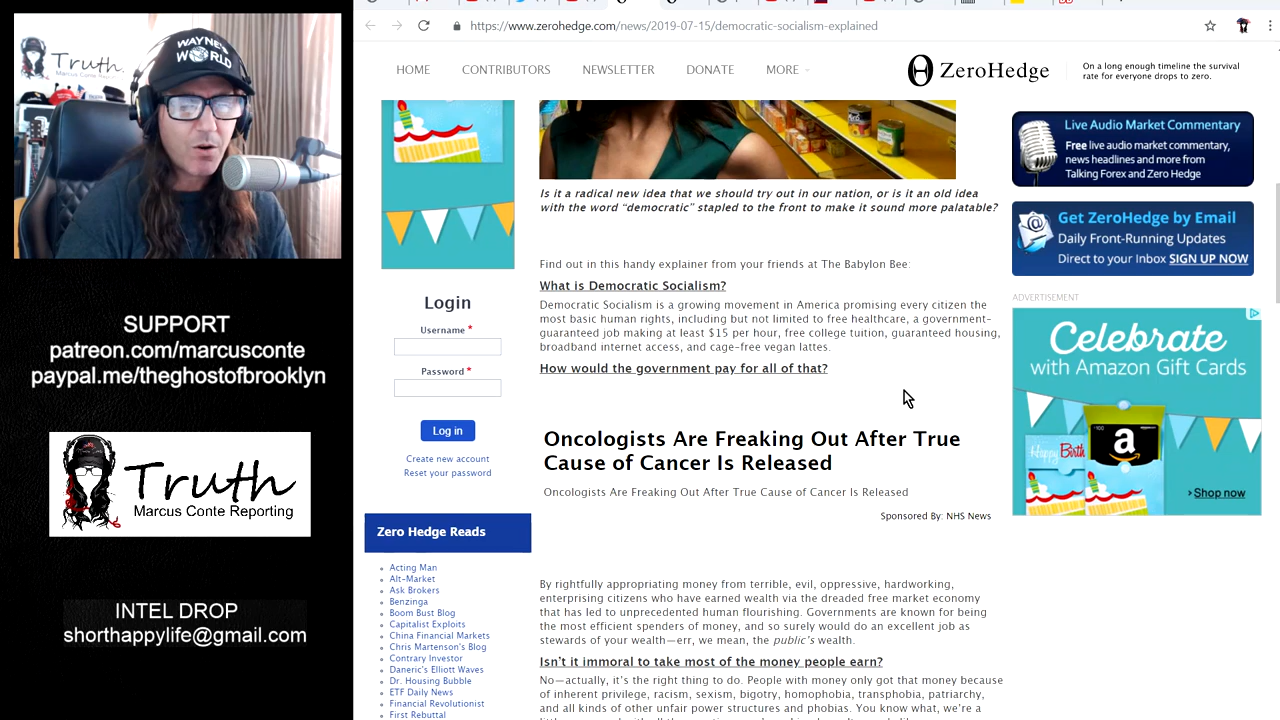 WAYNE'S
WORLD
Truth
Marcus Conte Reporting
SUPPORT
patreon.com/marcusconte
paypal.me/theghostofbrooklyn
Truth
Marcus Conte Reporting
INTEL DROP
shorthappylife@gmail.com
https://www.zerohedge.com/news/2019-07-15/democratic-socialism-explained
HOME
CONTRIBUTORS
NEWSLETTER
DONATE
MORE
ZeroHedge
On a long enough timeline the survival
rate for everyone drops to zero.
Login
Username *
Password *
Log in
Create new account
Reset your password
Zero Hedge Reads
Acting Man
Alt-Market
Ask Brokers
Benzinga
Boom Bust Blog
Capitalist Exploits
China Financial Markets
Chris Martenson's Blog
Contrary Investor
Daneric's Elliott Waves
Dr. Housing Bubble
ETF Daily News
Financial Revolutionist
First Rebuttal
Is it a radical new idea that we should try out in our nation, or is it an old idea
with the word “democratic” stapled to the front to make it sound more palatable?
Find out in this handy explainer from your friends at The Babylon Bee:
What is Democratic Socialism?
Democratic Socialism is a growing movement in America promising every citizen the
most basic human rights, including but not limited to free healthcare, a government-
guaranteed job making at least $15 per hour, free college tuition, guaranteed housing,
broadband internet access, and cage-free vegan lattes.
How would the government pay for all of that?
Oncologists Are Freaking Out After True
Cause of Cancer Is Released
Oncologists Are Freaking Out After True Cause of Cancer Is Released
Sponsored By: NHS News
By rightfully appropriating money from terrible, evil, oppressive, hardworking,
enterprising citizens who have earned wealth via the dreaded free market economy
that has led to unprecedented human flourishing. Governments are known for being
the most efficient spenders of money, and so surely would do an excellent job as
stewards of your wealth—err, we mean, the public's wealth.
Isn't it immoral to take most of the money people earn?
No—actually, it's the right thing to do. People with money only got that money because
of inherent privilege, racism, sexism, bigotry, homophobia, transphobia, patriarchy,
and all kinds of other unfair power structures and phobias. You know what, we're a
Live Audio Market Commentary
Free live audio market commentary,
news headlines and more from
Talking Forex and Zero Hedge
Get ZeroHedge by Email
Daily Front-Running Updates
Direct to your Inbox SIGN UP NOW
ADVERTISEMENT
Celebrate
with Amazon Gift Cards
Happy Birth
a
Shop now